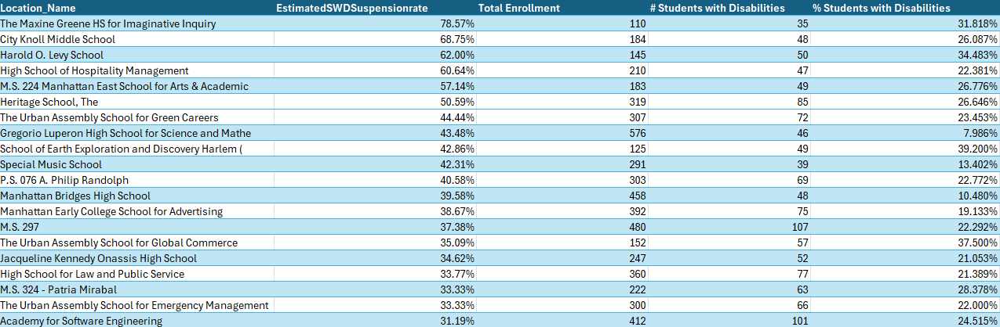 Location_Name EstimatedSWDSuspensionrate Total Enrollment # Students with Disabilities % Students with Disabilities
The Maxine Greene HS for Imaginative Inquiry 78.57% 110 35 31.818%
City Knoll Middle School 68.75% 184 48 26.087%
Harold O. Levy School 62.00% 145 50 34.483%
High School of Hospitality Management 60.64% 210 47 22.381%
M.S. 224 Manhattan East School for Arts & Academic 57.14% 183 49 26.776%
Heritage School, The 50.59% 319 85 26.646%
The Urban Assembly School for Green Careers 44.44% 307 72 23.453%
Gregorio Luperon High School for Science and Mathe 43.48% 576 46 7.986%
School of Earth Exploration and Discovery Harlem ( 42.86% 125 49 39.200%
Special Music School 42.31% 291 39 13.402%
P.S. 076 A. Philip Randolph 40.58% 303 69 22.772%
Manhattan Bridges High School 39.58% 458 48 10.480%
Manhattan Early College School for Advertising 38.67% 392 75 19.133%
M.S. 297 37.38% 480 107 22.292%
The Urban Assembly School for Global Commerce 35.09% 152 57 37.500%
Jacqueline Kennedy Onassis High School 34.62% 247 52 21.053%
High School for Law and Public Service 33.77% 360 77 21.389%
M.S. 324 - Patria Mirabal 33.33% 222 63 28.378%
The Urban Assembly School for Emergency Management 33.33% 300 66 22.000%
Academy for Software Engineering 31.19% 412 101 24.515%